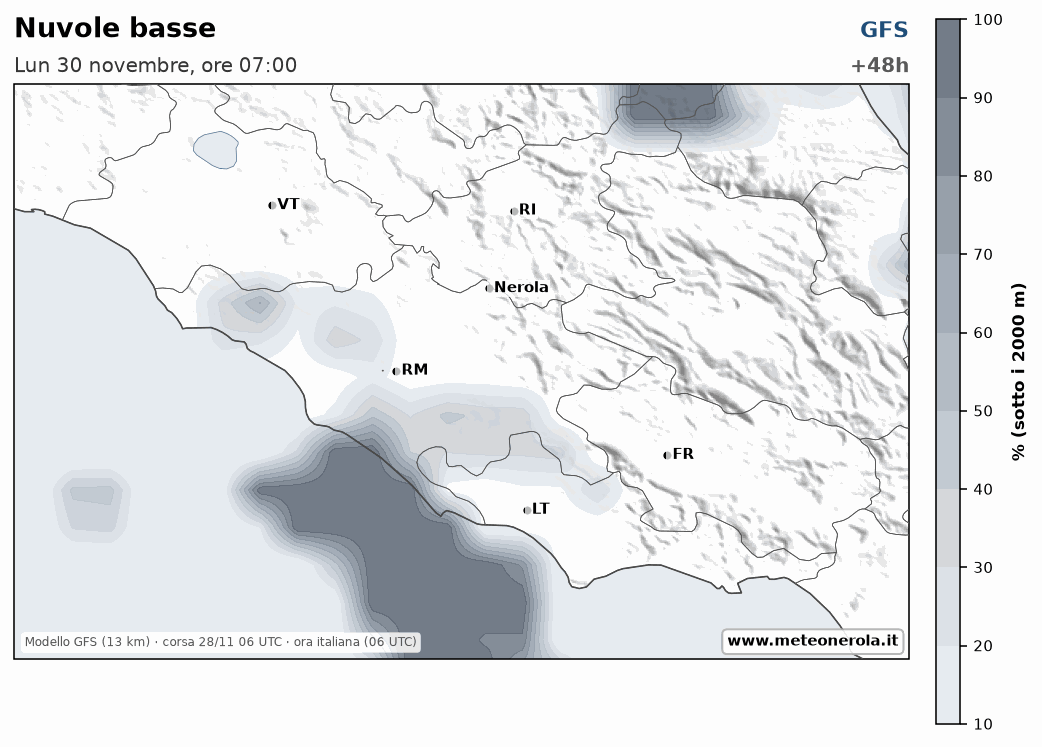 Nuvole basse
GFS
Lun 30 novembre, ore 07:00
+48h
VT
RI
Nerola
RM
FR
LT
Modello GFS (13 km) · corsa 28/11 06 UTC · ora italiana (06 UTC)
www.meteonerola.it
100
90
80
70
60
50
40
30
20
10
% (sotto i 2000 m)